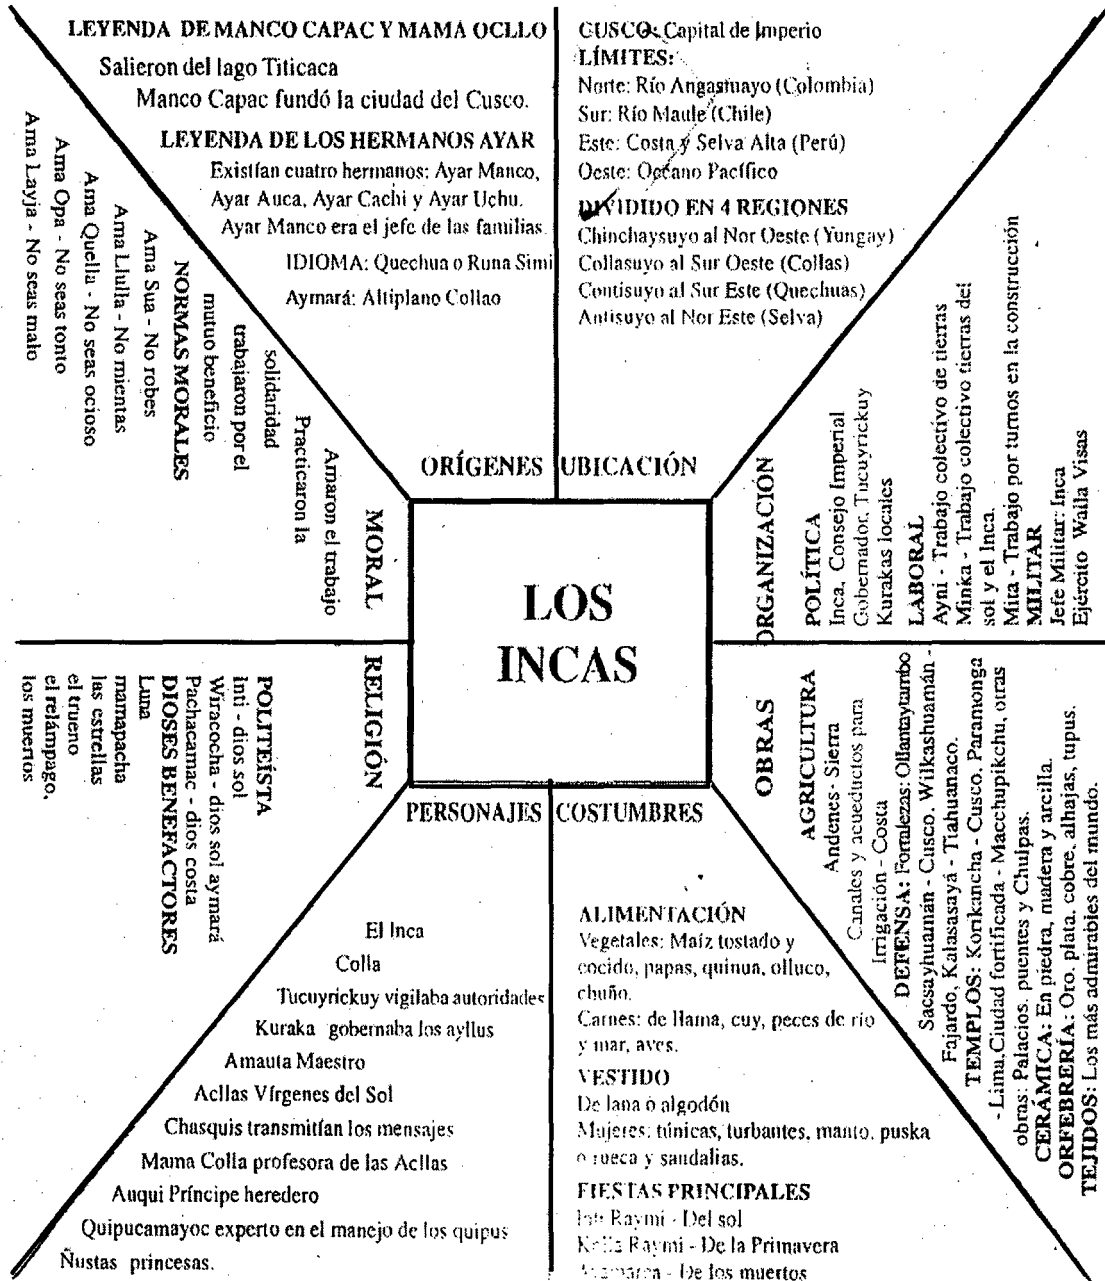 LEYENDA DE MANCO CAPAC Y MAMA OCLLO
Salieron del lago Titicaca
Manco Capac fundó la ciudad del Cusco.
LEYENDA DE LOS HERMANOS AYAR
Existían cuatro hermanos: Ayar Manco,
Ayar Auca, Ayar Cachi y Ayar Uchu.
Ayar Manco era el jefe de las familias.
IDIOMA: Quechua o Runa Simi
Aymará: Altiplano Collao
ORÍGENES
CUSCO: Capital de Imperio
LÍMITES:
Norte: Río Angasmayo (Colombia)
Sur: Río Maule (Chile)
Este: Costa y Selva Alta (Perú)
Oeste: Océano Pacífico
DIVIDIDO EN 4 REGIONES
Chinchaysuyo al Nor Oeste (Yungay)
Collasuyo al Sur Oeste (Collas)
Contisuyo al Sur Este (Quechuas)
Antisuyo al Nor Este (Selva)
UBICACIÓN
ORGANIZACIÓN
POLÍTICA
Inca, Consejo Imperial
Gobernador, Tucuyrickuy
Kurakas locales
LABORAL
Ayni - Trabajo colectivo de tierras
Minka - Trabajo colectivo tierras del
sol y el Inca.
Mita - Trabajo por turnos en la construcción
MILITAR
Jefe Militar: Inca
Ejército Walla Visas
OBRAS
AGRICULTURA
Andenes- Sierra
Canales y acueductos para
Irrigación - Costa
DEFENSA: Fortalezas: Ollantaytambo
Sacsayhuamán - Cusco, Wilkashuamán -
Fajardo, Kalasasayá - Tiahuanaco.
TEMPLOS: Korikancha - Cusco. Paramonga
- Lima,Ciudad fortificada - Macchupikchu, otras
obras: Palacios, puentes y Chulpas.
CERÁMICA: En piedra, madera y arcilla.
ORFEBRERÍA: Oro, plata, cobre, alhajas, tupus.
TEJIDOS: Los más admirables del mundo.
COSTUMBRES
ALIMENTACIÓN
Vegetales: Maíz tostado y
cocido, papas, quinua, olluco,
chuño.
Carnes: de llama, cuy, peces de río
y mar, aves.
VESTIDO
De lana o algodón
Mujeres: túnicas, turbantes, manto, puska
o rueca y sandalias.
FIESTAS PRINCIPALES
Inti Raymi - Del sol
Raymi - De la Primavera
- De los muertos
PERSONAJES
El Inca
Colla
Tucuyrickuy vigilaba autoridades
Kuraka gobernaba los ayllus
Amauta Maestro
Acllas Vírgenes del Sol
Chasquis transmitían los mensajes
Mama Colla profesora de las Acllas
Auqui Príncipe heredero
Quipucamayoc experto en el manejo de los quipus
Ñustas princesas.
RELIGIÓN
POLITEÍSTA
Inti - dios sol
Wiracocha - dios sol aymará
Pachacamac - dios costa
DIOSES BENEFACTORES
Luna
mamapacha
las estrellas
el trueno
el relámpago,
los muertos
MORAL
Amaron el trabajo
Practicaron la
solidaridad
trabajaron por el
mutuo beneficio
NORMAS MORALES
Ama Sua - No robes
Ama Llulla - No mientas
Ama Quella - No seas ocioso
Ama Opa - No seas tonto
Ama Layja - No seas malo
LOS
INCAS